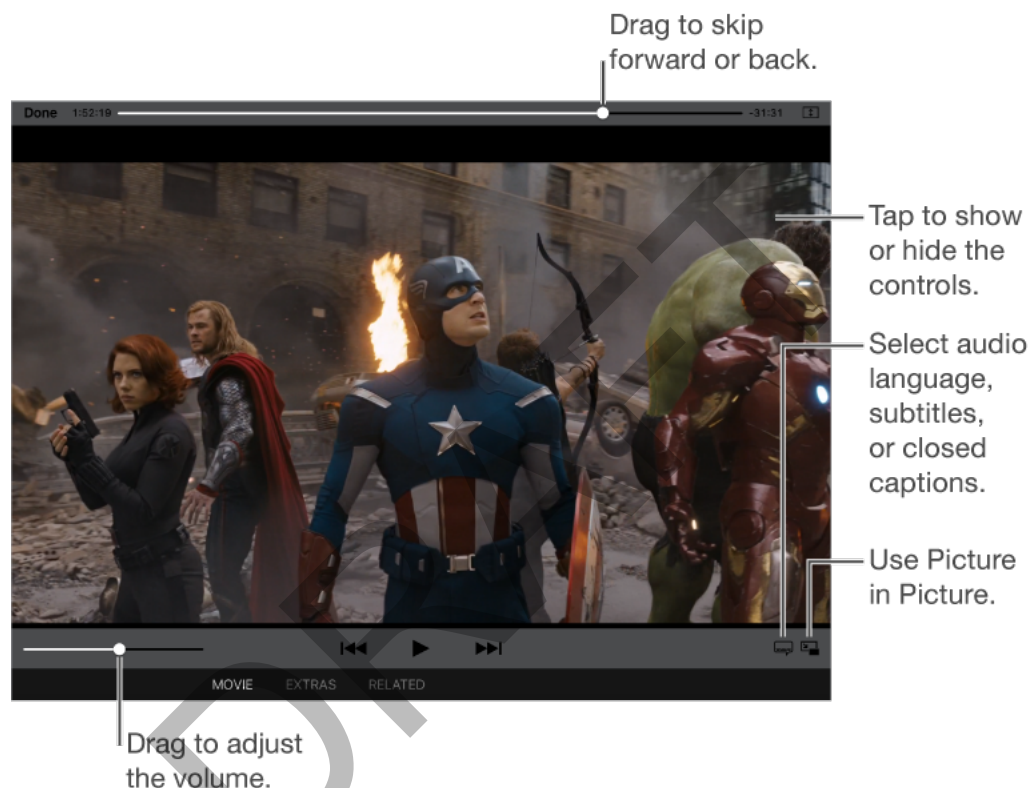 Drag to skip
forward or back.
Done 1:52:19 -31:31
Tap to show
or hide the
controls.
Select audio
language,
subtitles,
or closed
captions.
Use Picture
in Picture.
MOVIE EXTRAS RELATED
Drag to adjust
the volume.
DRAFT